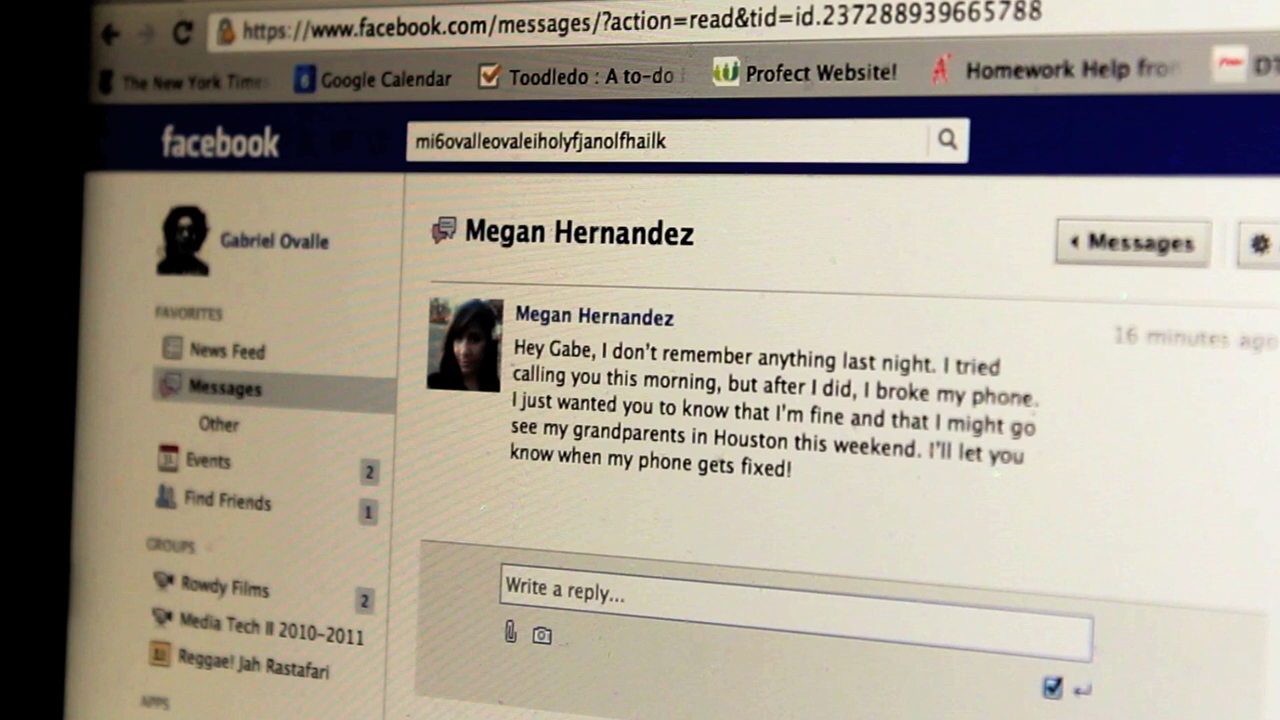 https://www.facebook.com/messages/?action=read&tid=id.237288939665788
The New York Times Google Calendar Toodledo : A to-do Profect Website! Homework Help from
facebook
mi6ovalleovaleiholyfjanolfhailk
Gabriel Ovalle
Megan Hernandez
Messages
FAVORITES
News Feed
Messages
Other
Events 2
Find Friends 1
GROUPS
Rowdy Films 2
Media Tech II 2010-2011
Reggae! Jah Rastafari
APPS
Megan Hernandez
16 minutes ago
Hey Gabe, I don't remember anything last night. I tried
calling you this morning, but after I did, I broke my phone.
I just wanted you to know that I'm fine and that I might go
see my grandparents in Houston this weekend. I'll let you
know when my phone gets fixed!
Write a reply...